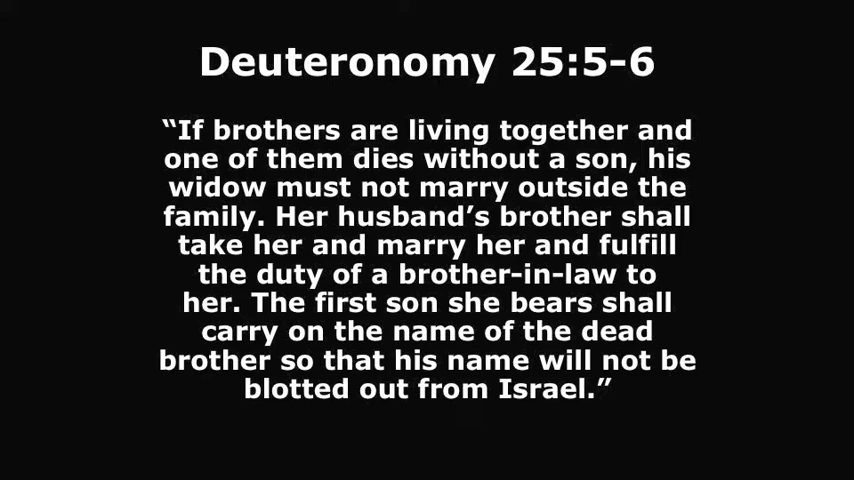 Deuteronomy 25:5-6
“If brothers are living together and
one of them dies without a son, his
widow must not marry outside the
family. Her husband’s brother shall
take her and marry her and fulfill
the duty of a brother-in-law to
her. The first son she bears shall
carry on the name of the dead
brother so that his name will not be
blotted out from Israel.”